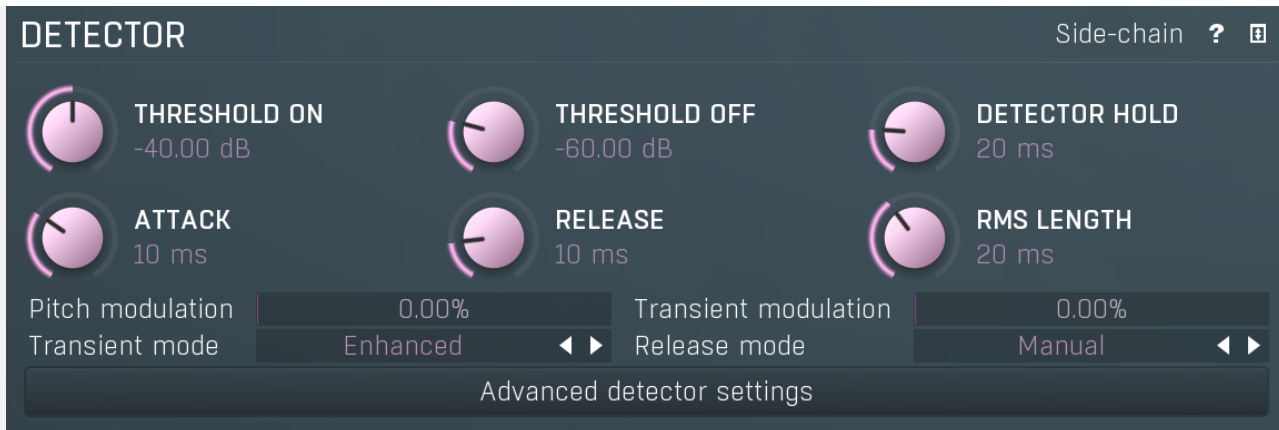 DETECTOR
Side-chain ?
THRESHOLD ON
-40.00 dB
THRESHOLD OFF
-60.00 dB
DETECTOR HOLD
20 ms
ATTACK
10 ms
RELEASE
10 ms
RMS LENGTH
20 ms
Pitch modulation 0.00% Transient modulation 0.00%
Transient mode Enhanced Release mode Manual
Advanced detector settings